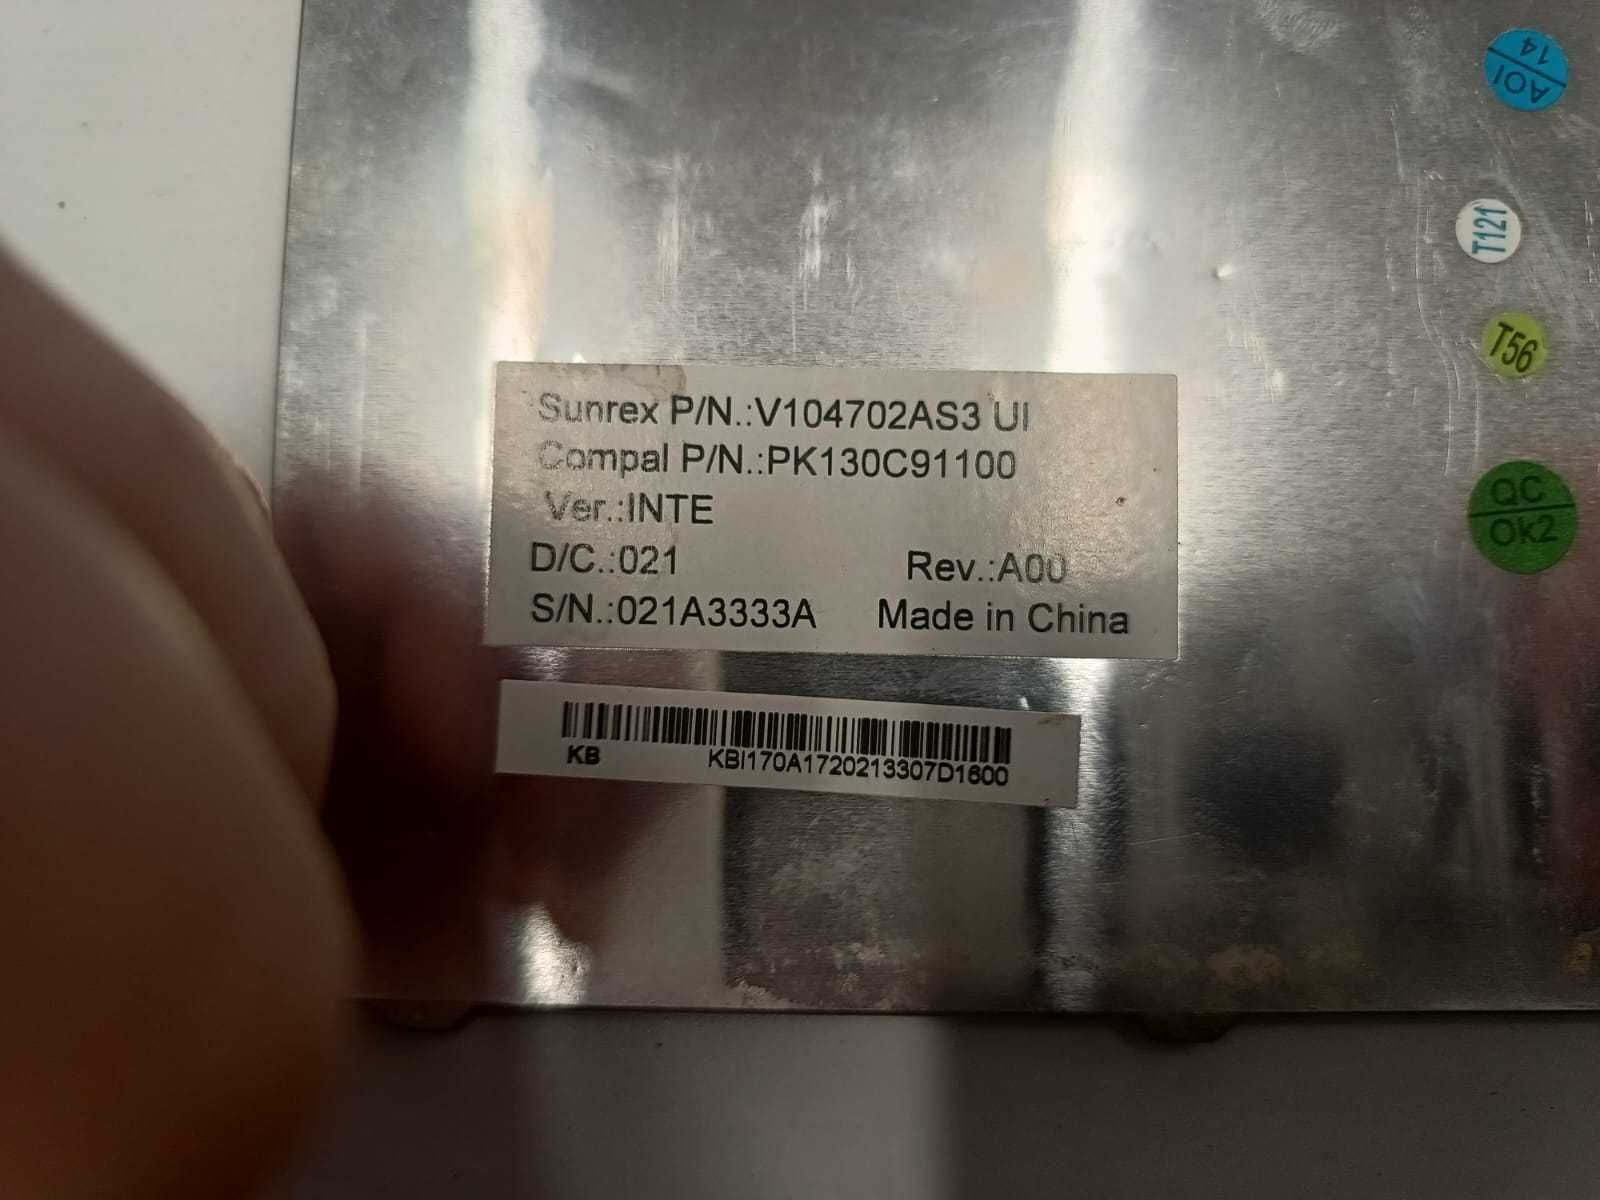 AOI
14
T121
T56
QC
Ok2
Sunrex P/N.:V104702AS3 UI
Compal P/N.:PK130C91100
Ver.:INTE
D/C.:021 Rev.:A00
S/N.:021A3333A Made in China
KB KBI170A1720213307D1600